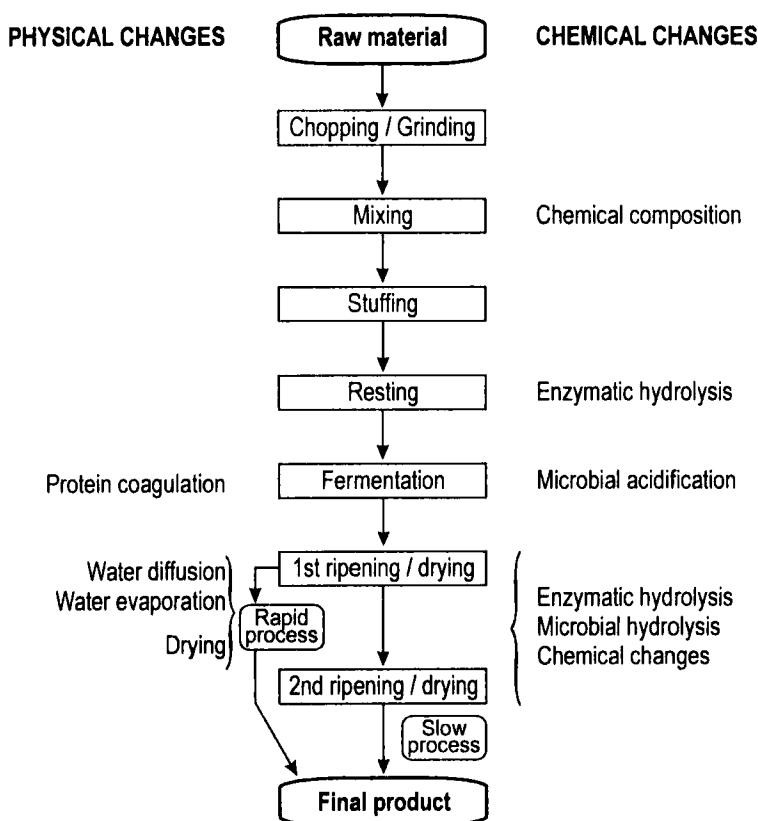 PHYSICAL CHANGES
Raw material
CHEMICAL CHANGES
Chopping / Grinding
Mixing
Chemical composition
Stuffing
Resting
Enzymatic hydrolysis
Protein coagulation
Fermentation
Microbial acidification
Water diffusion
Water evaporation
Drying
1st ripening / drying
Rapid
process
Enzymatic hydrolysis
Microbial hydrolysis
Chemical changes
2nd ripening / drying
Slow
process
Final product